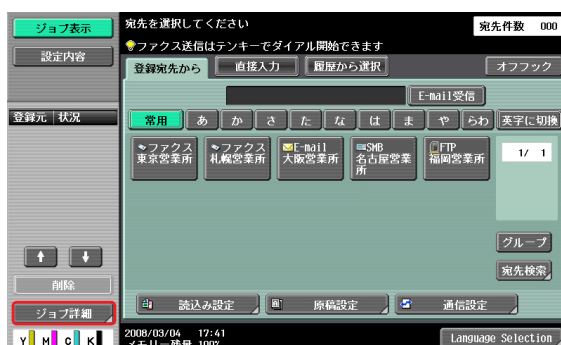 ジョブ表示
設定内容
登録元 状況
削除
ジョブ詳細
Y M C K
宛先を選択してください
宛先件数 000
ファクス送信はテンキーでダイアル開始できます
登録宛先から 直接入力 履歴から選択 オフフック
E-mail受信
常用 あ か さ た な は ま や らわ 英字に切換
ファクス
東京営業所
ファクス
札幌営業所
E-mail
大阪営業所
SMB
名古屋営業
所
FTP
福岡営業所
1/ 1
グループ
宛先検索
読込み設定 原稿設定 通信設定
2008/03/04 17:41
メモリー残量 100%
Language Selection